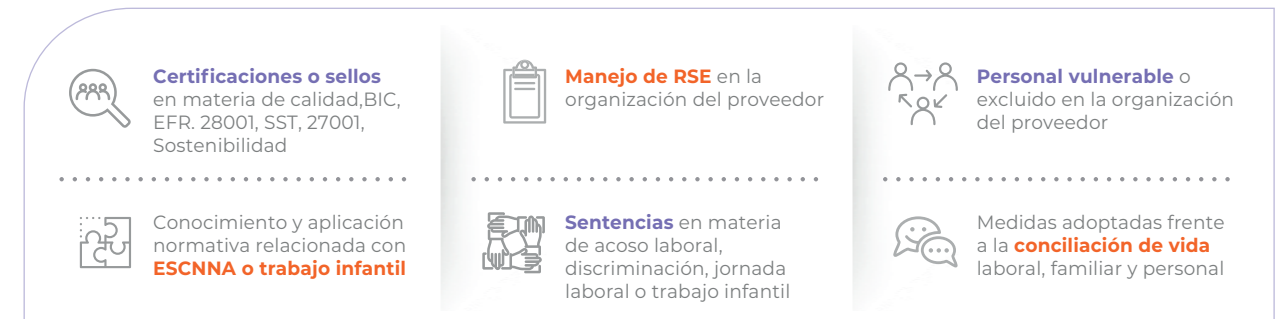 Certificaciones o sellos
en materia de calidad,BIC,
EFR. 28001, SST, 27001,
Sostenibilidad
Manejo de RSE en la
organización del proveedor
Personal vulnerable o
excluido en la organización
del proveedor
Conocimiento y aplicación
normativa relacionada con
ESCNNA o trabajo infantil
Sentencias en materia
de acoso laboral,
discriminación, jornada
laboral o trabajo infantil
Medidas adoptadas frente
a la conciliación de vida
laboral, familiar y personal